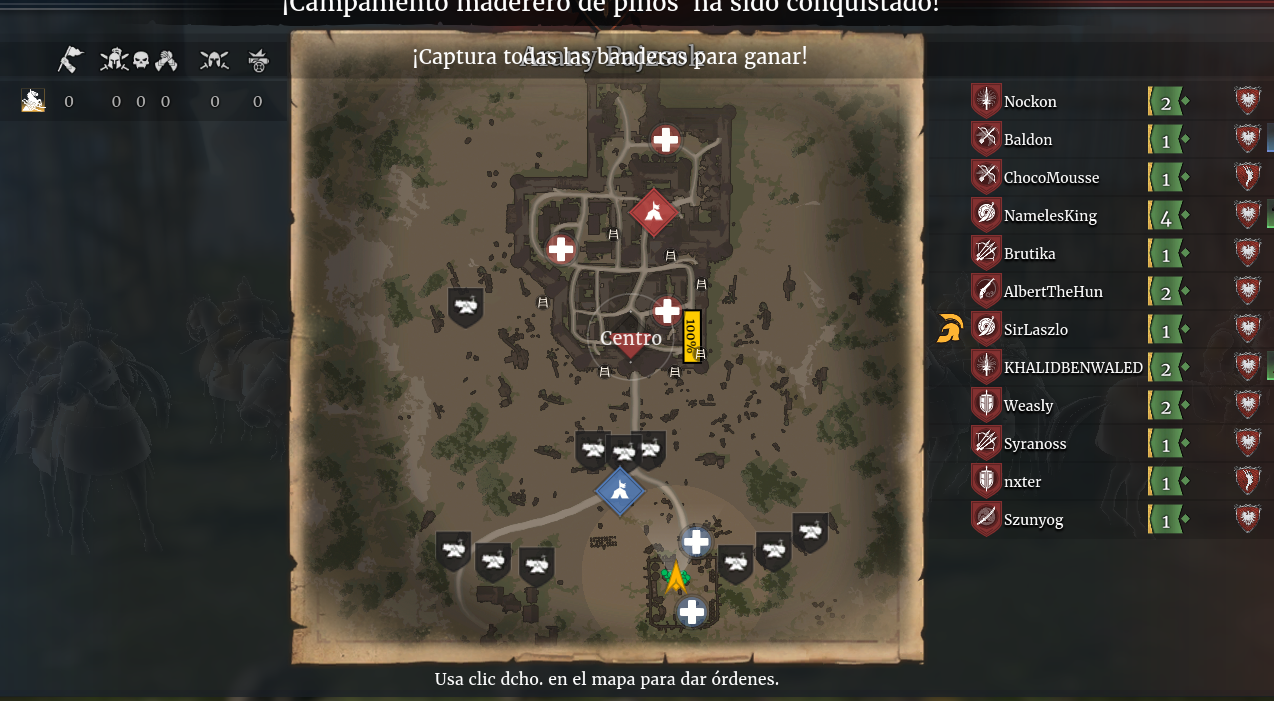 ¡Campamento maderero de pinos" ha sido conquistado!
¡Captura todas las banderas para ganar!
0 0 0 0 0 0
Nockon 2
Baldon 1
ChocoMousse 1
NamelesKing 4
Brutika 1
AlbertTheHun 2
SirLaszlo 1
KHALIDBENWALED 2
Weasly 2
Syranoss 1
nxter 1
Szunyog 1
100%
Centro
Usa clic dcho. en el mapa para dar órdenes.